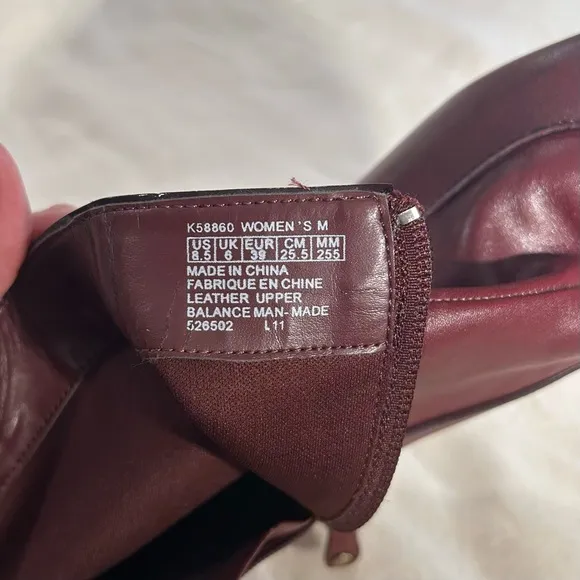 K58860 WOMEN'S M
US UK EUR CM MM
8.5 6 39 25.5 255
MADE IN CHINA
FABRIQUE EN CHINE
LEATHER UPPER
BALANCE MAN-MADE
526502 L11